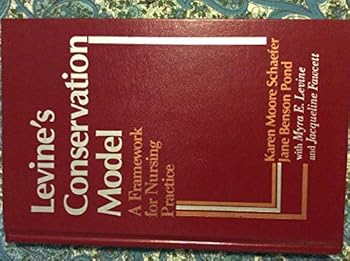 Levine's
Conservation
Model
A Framework
for Nursing
Practice
Karen Moore Schaefer
Jane Benson Pond
with Myra E. Levine
and Jacqueline Fawcett